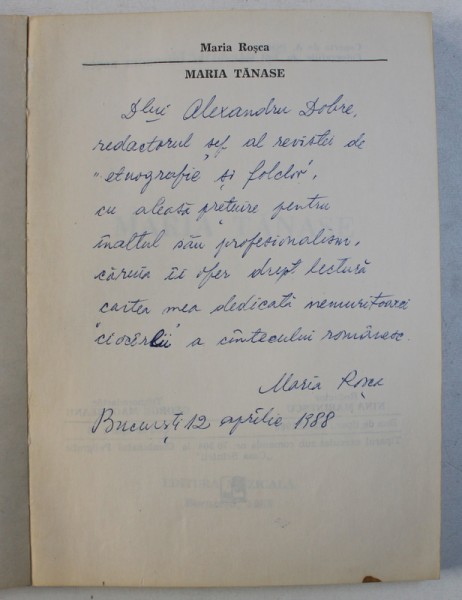 Maria Roșca
MARIA TĂNASE
Dlui Alexandru Dobre,
redactorul șef al revistei de
"etnografie și folclor",
cu aleasă prețuire pentru
înaltul său profesionalism,
căruia îi ofer drept lectură
cartea mea dedicată nemuritoarei
"ciocârlii" a cîntecului românesc.
Maria Roșca
București 12 aprilie 1988